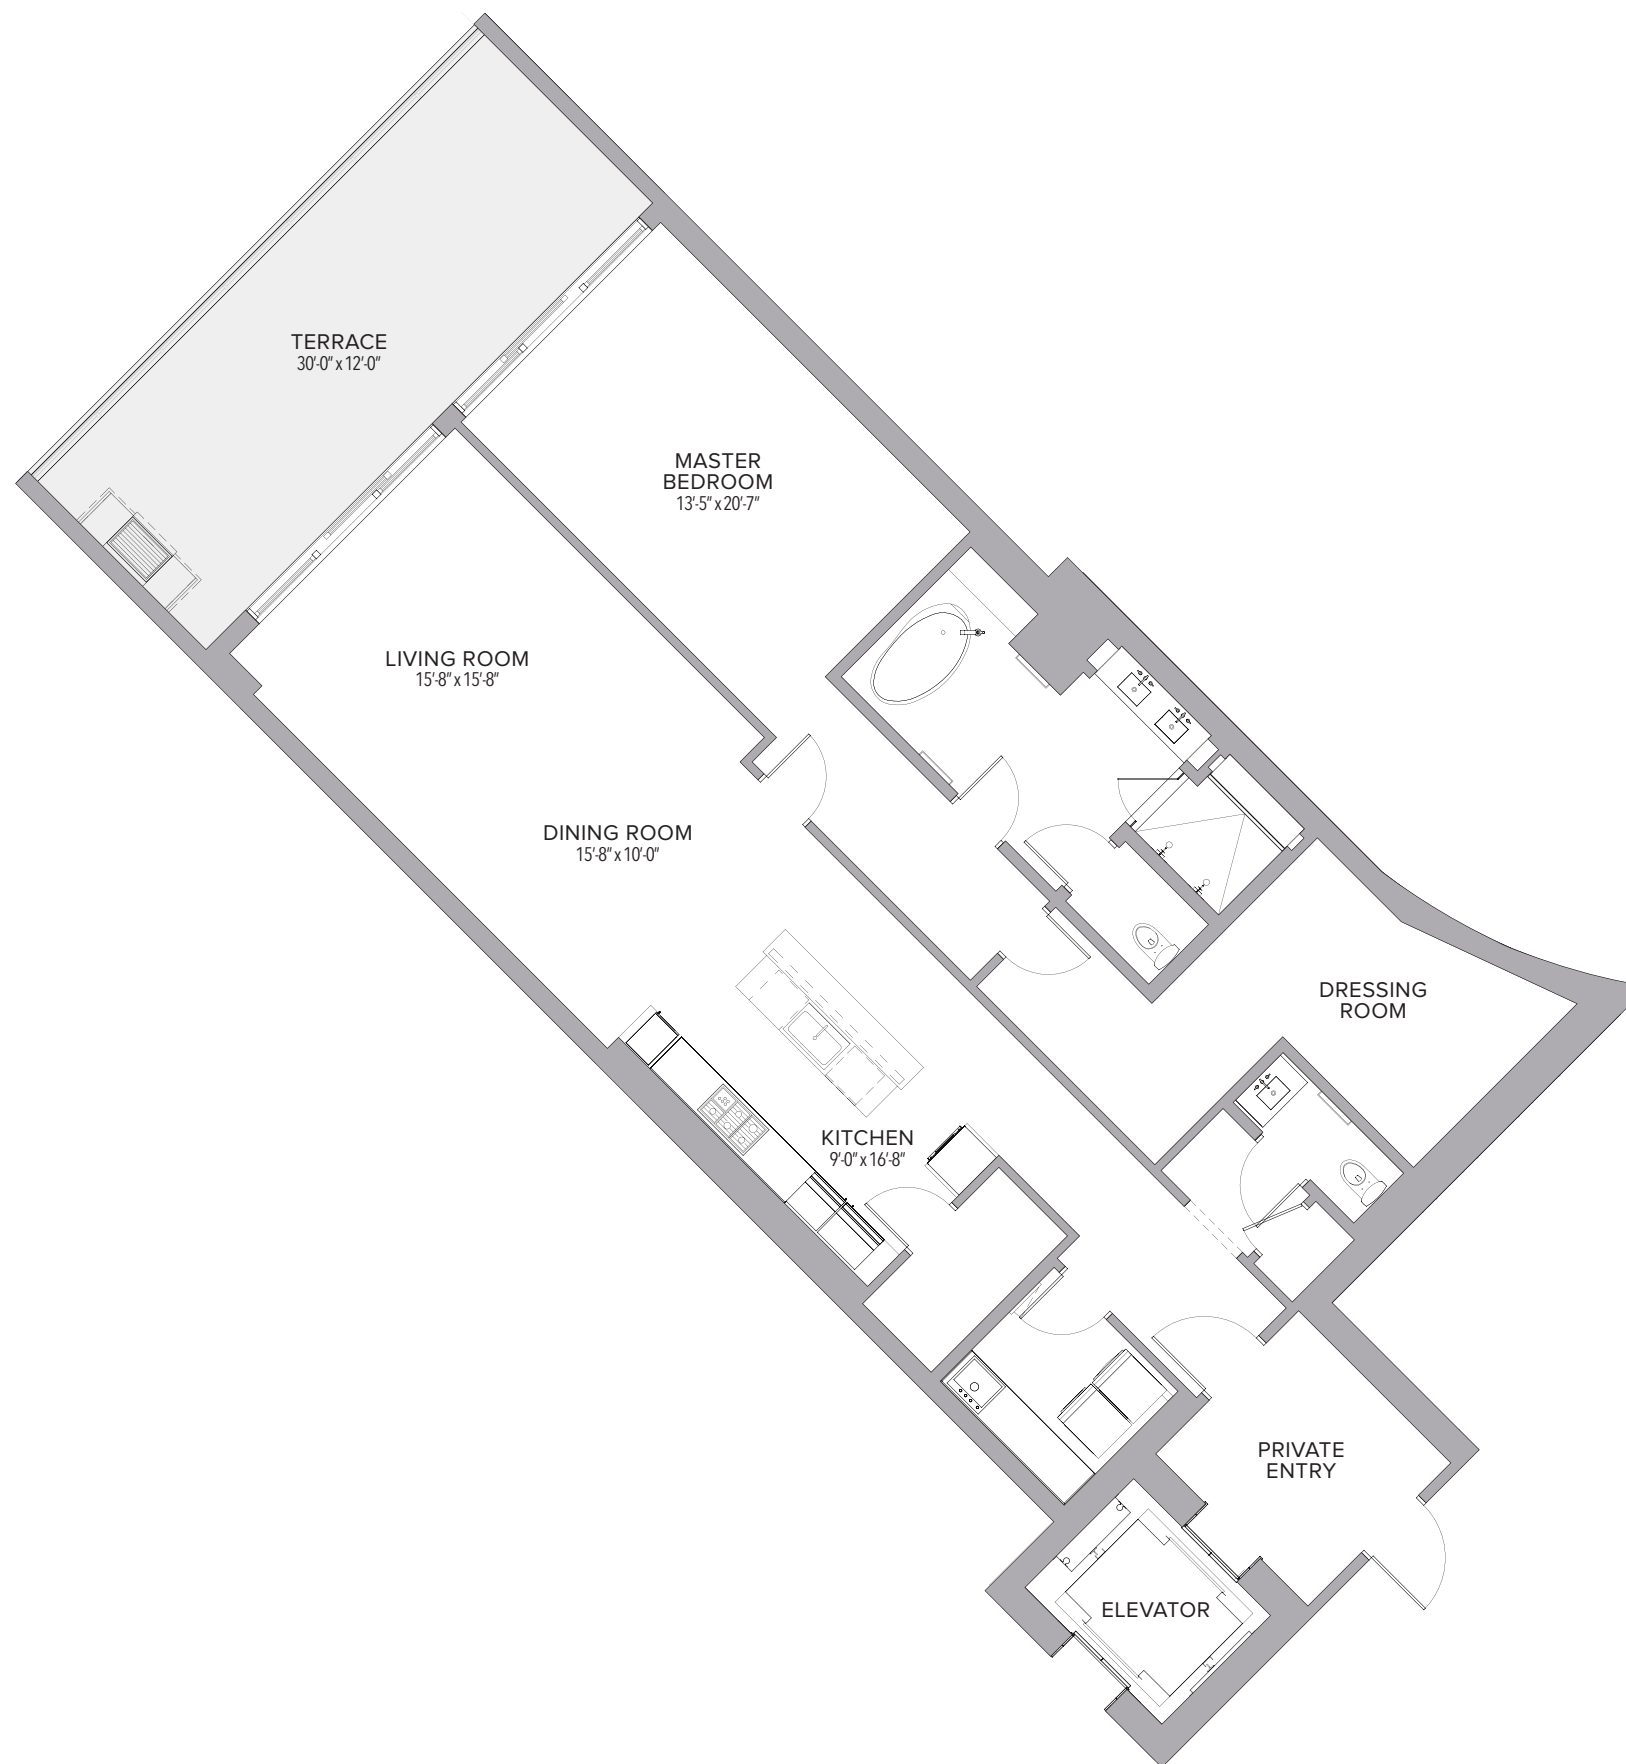 TERRACE
30'-0" x 12'-0"
MASTER
BEDROOM
13'-5" x 20'-7"
LIVING ROOM
15'-8" x 15'-8"
DINING ROOM
15'-8" x 10'-0"
DRESSING
ROOM
KITCHEN
9'-0" x 16'-8"
PRIVATE
ENTRY
ELEVATOR